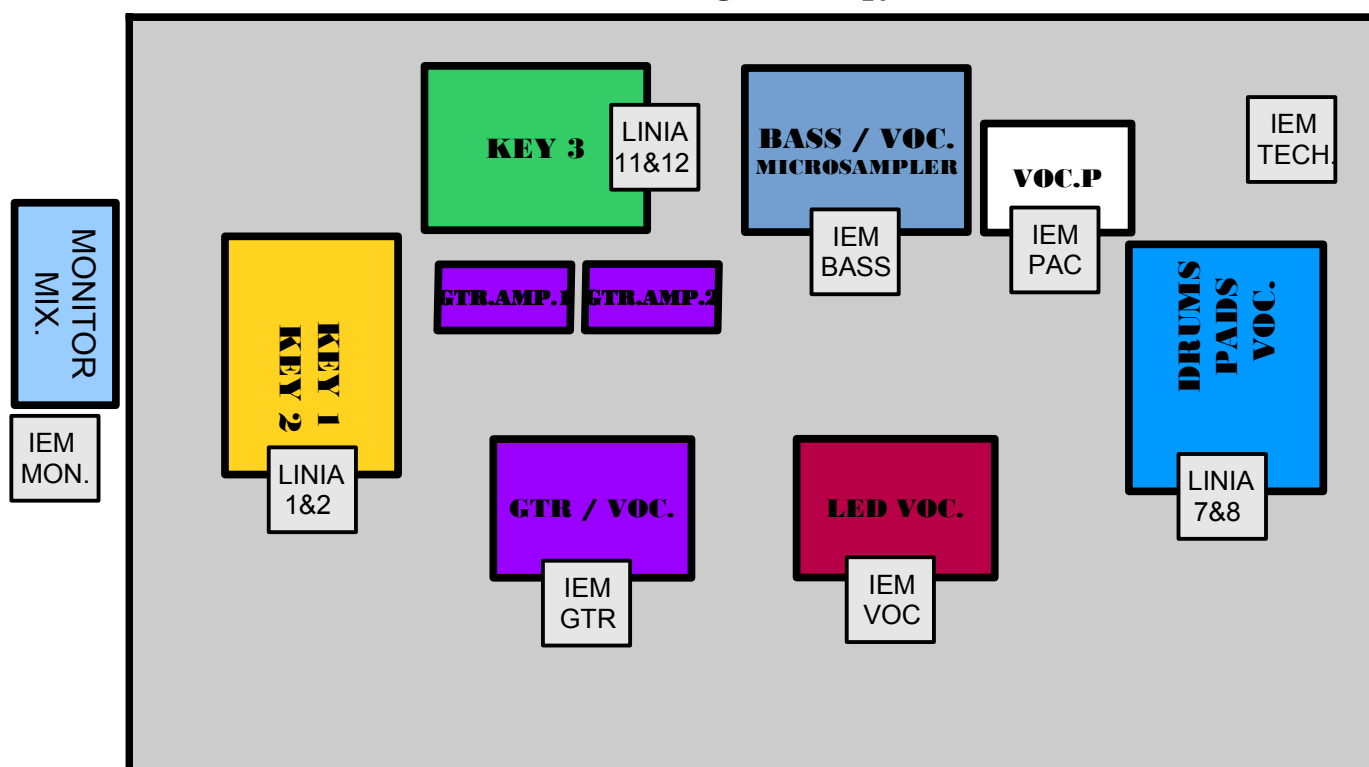 KEY 3
LINIA
11&12
BASS / VOC.
MICROSAMPLER
IEM
BASS
VOC.P
IEM
PAC
IEM
TECH.
MONITOR
MIX.
IEM
MON.
GTR.AMP.1
GTR.AMP.2
KEY 1
KEY 2
LINIA
1&2
DRUMS
PADS
VOC.
LINIA
7&8
GTR / VOC.
IEM
GTR
LED VOC.
IEM
VOC